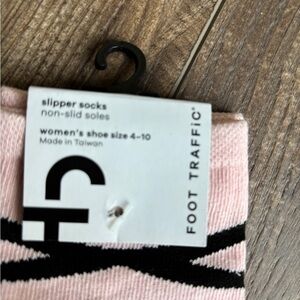 slipper socks
non-slid soles
women's shoe size 4-10
Made in Taiwan
FOOT TRAFFiC®